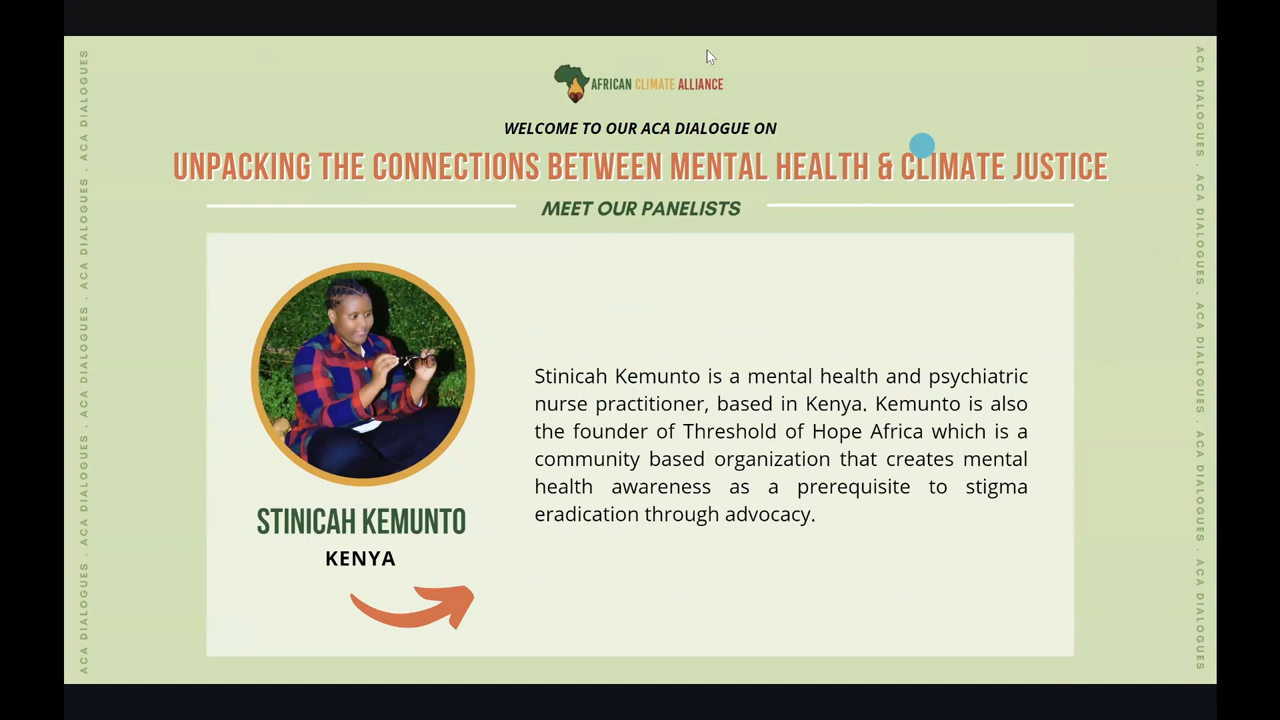 AFRICAN CLIMATE ALLIANCE
WELCOME TO OUR ACA DIALOGUE ON
UNPACKING THE CONNECTIONS BETWEEN MENTAL HEALTH & CLIMATE JUSTICE
MEET OUR PANELISTS
ACA DIALOGUES . ACA DIALOGUES . ACA DIALOGUES . ACA DIALOGUES . ACA DIALOGUES
STINICAH KEMUNTO
KENYA
Stinicah Kemunto is a mental health and psychiatric
nurse practitioner, based in Kenya. Kemunto is also
the founder of Threshold of Hope Africa which is a
community based organization that creates mental
health awareness as a prerequisite to stigma
eradication through advocacy.
ACA DIALOGUES . ACA DIALOGUES . ACA DIALOGUES . ACA DIALOGUES . ACA DIALOGUES